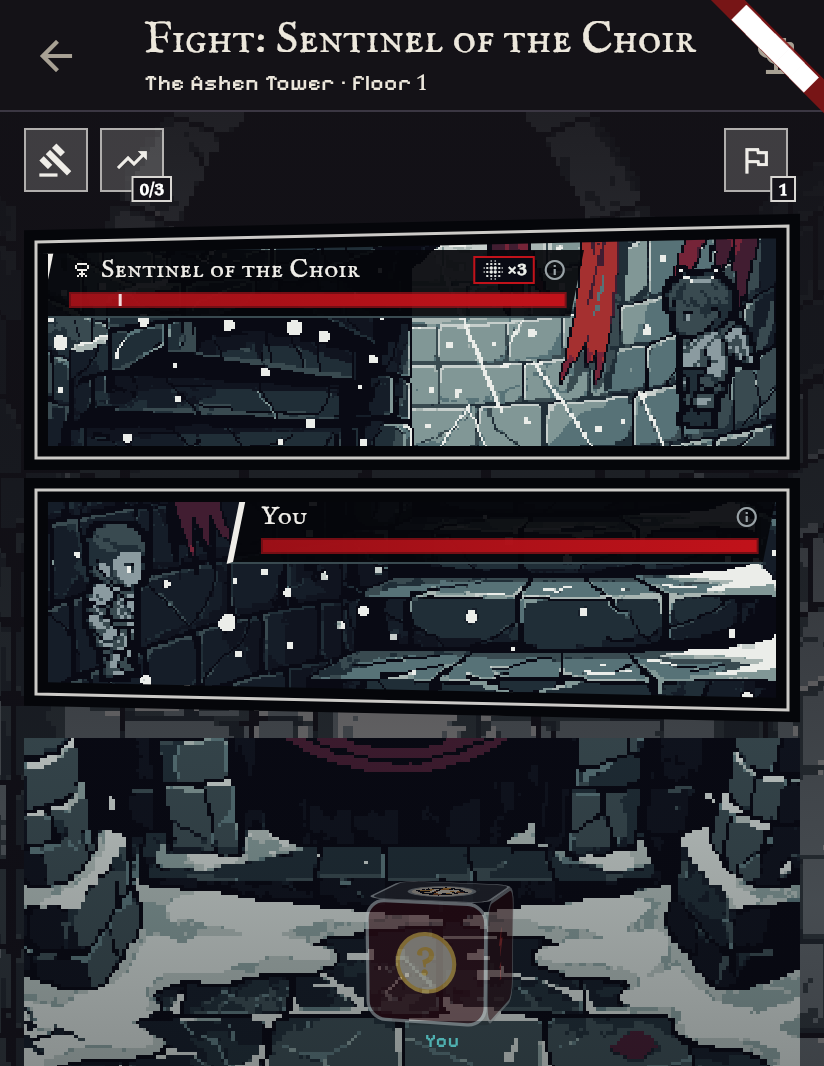 Fight: Sentinel of the Choir
The Ashen Tower · Floor 1
0/3
1
Sentinel of the Choir
×3
You
?
You